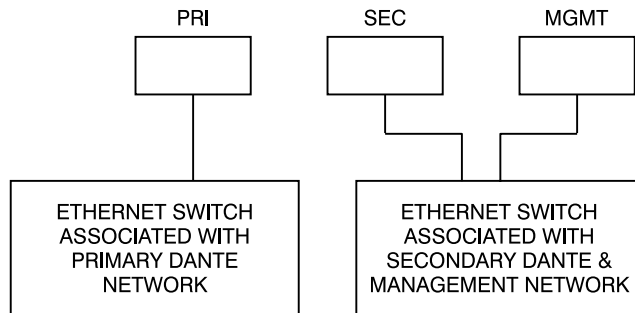 PRI
SEC
MGMT
ETHERNET SWITCH
ASSOCIATED WITH
PRIMARY DANTE
NETWORK
ETHERNET SWITCH
ASSOCIATED WITH
SECONDARY DANTE &
MANAGEMENT NETWORK